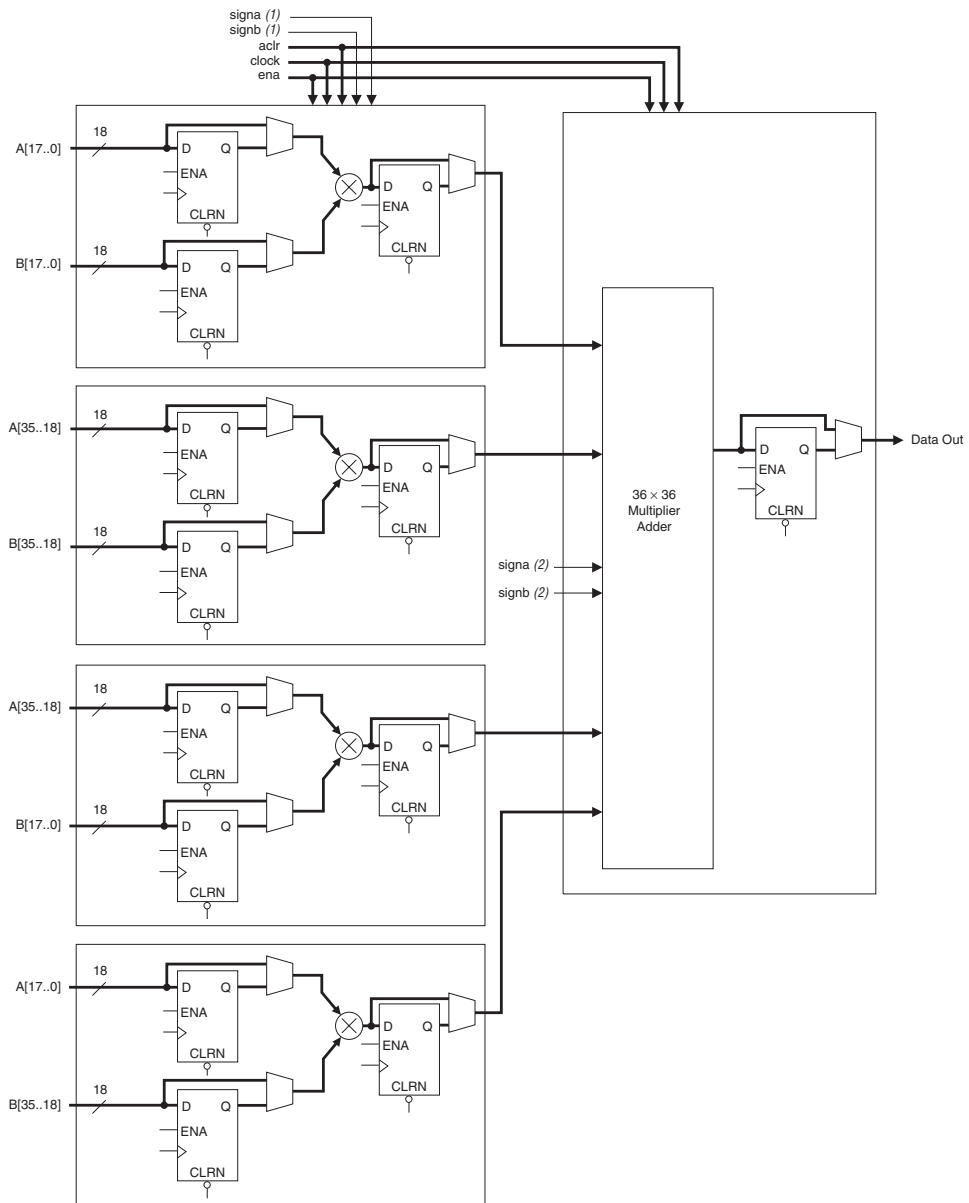 signa (1)
signb (1)
aclr
clock
ena
A[17..0]
18
D Q
ENA
CLRN
D Q
ENA
CLRN
B[17..0]
18
D Q
ENA
CLRN
A[35..18]
18
D Q
ENA
CLRN
D Q
ENA
CLRN
B[35..18]
18
D Q
ENA
CLRN
36 × 36
Multiplier
Adder
D Q
ENA
CLRN
Data Out
signa (2)
signb (2)
A[35..18]
18
D Q
ENA
CLRN
D Q
ENA
CLRN
B[17..0]
18
D Q
ENA
CLRN
A[17..0]
18
D Q
ENA
CLRN
D Q
ENA
CLRN
B[35..18]
18
D Q
ENA
CLRN